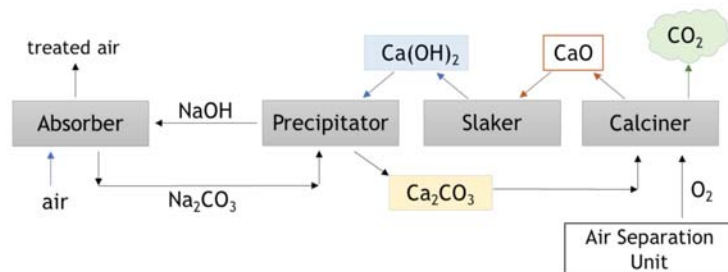 CO₂
treated air
Ca(OH)₂
CaO
NaOH
Absorber
Precipitator
Slaker
Calciner
air
Na₂CO₃
Ca₂CO₃
O₂
Air Separation
Unit